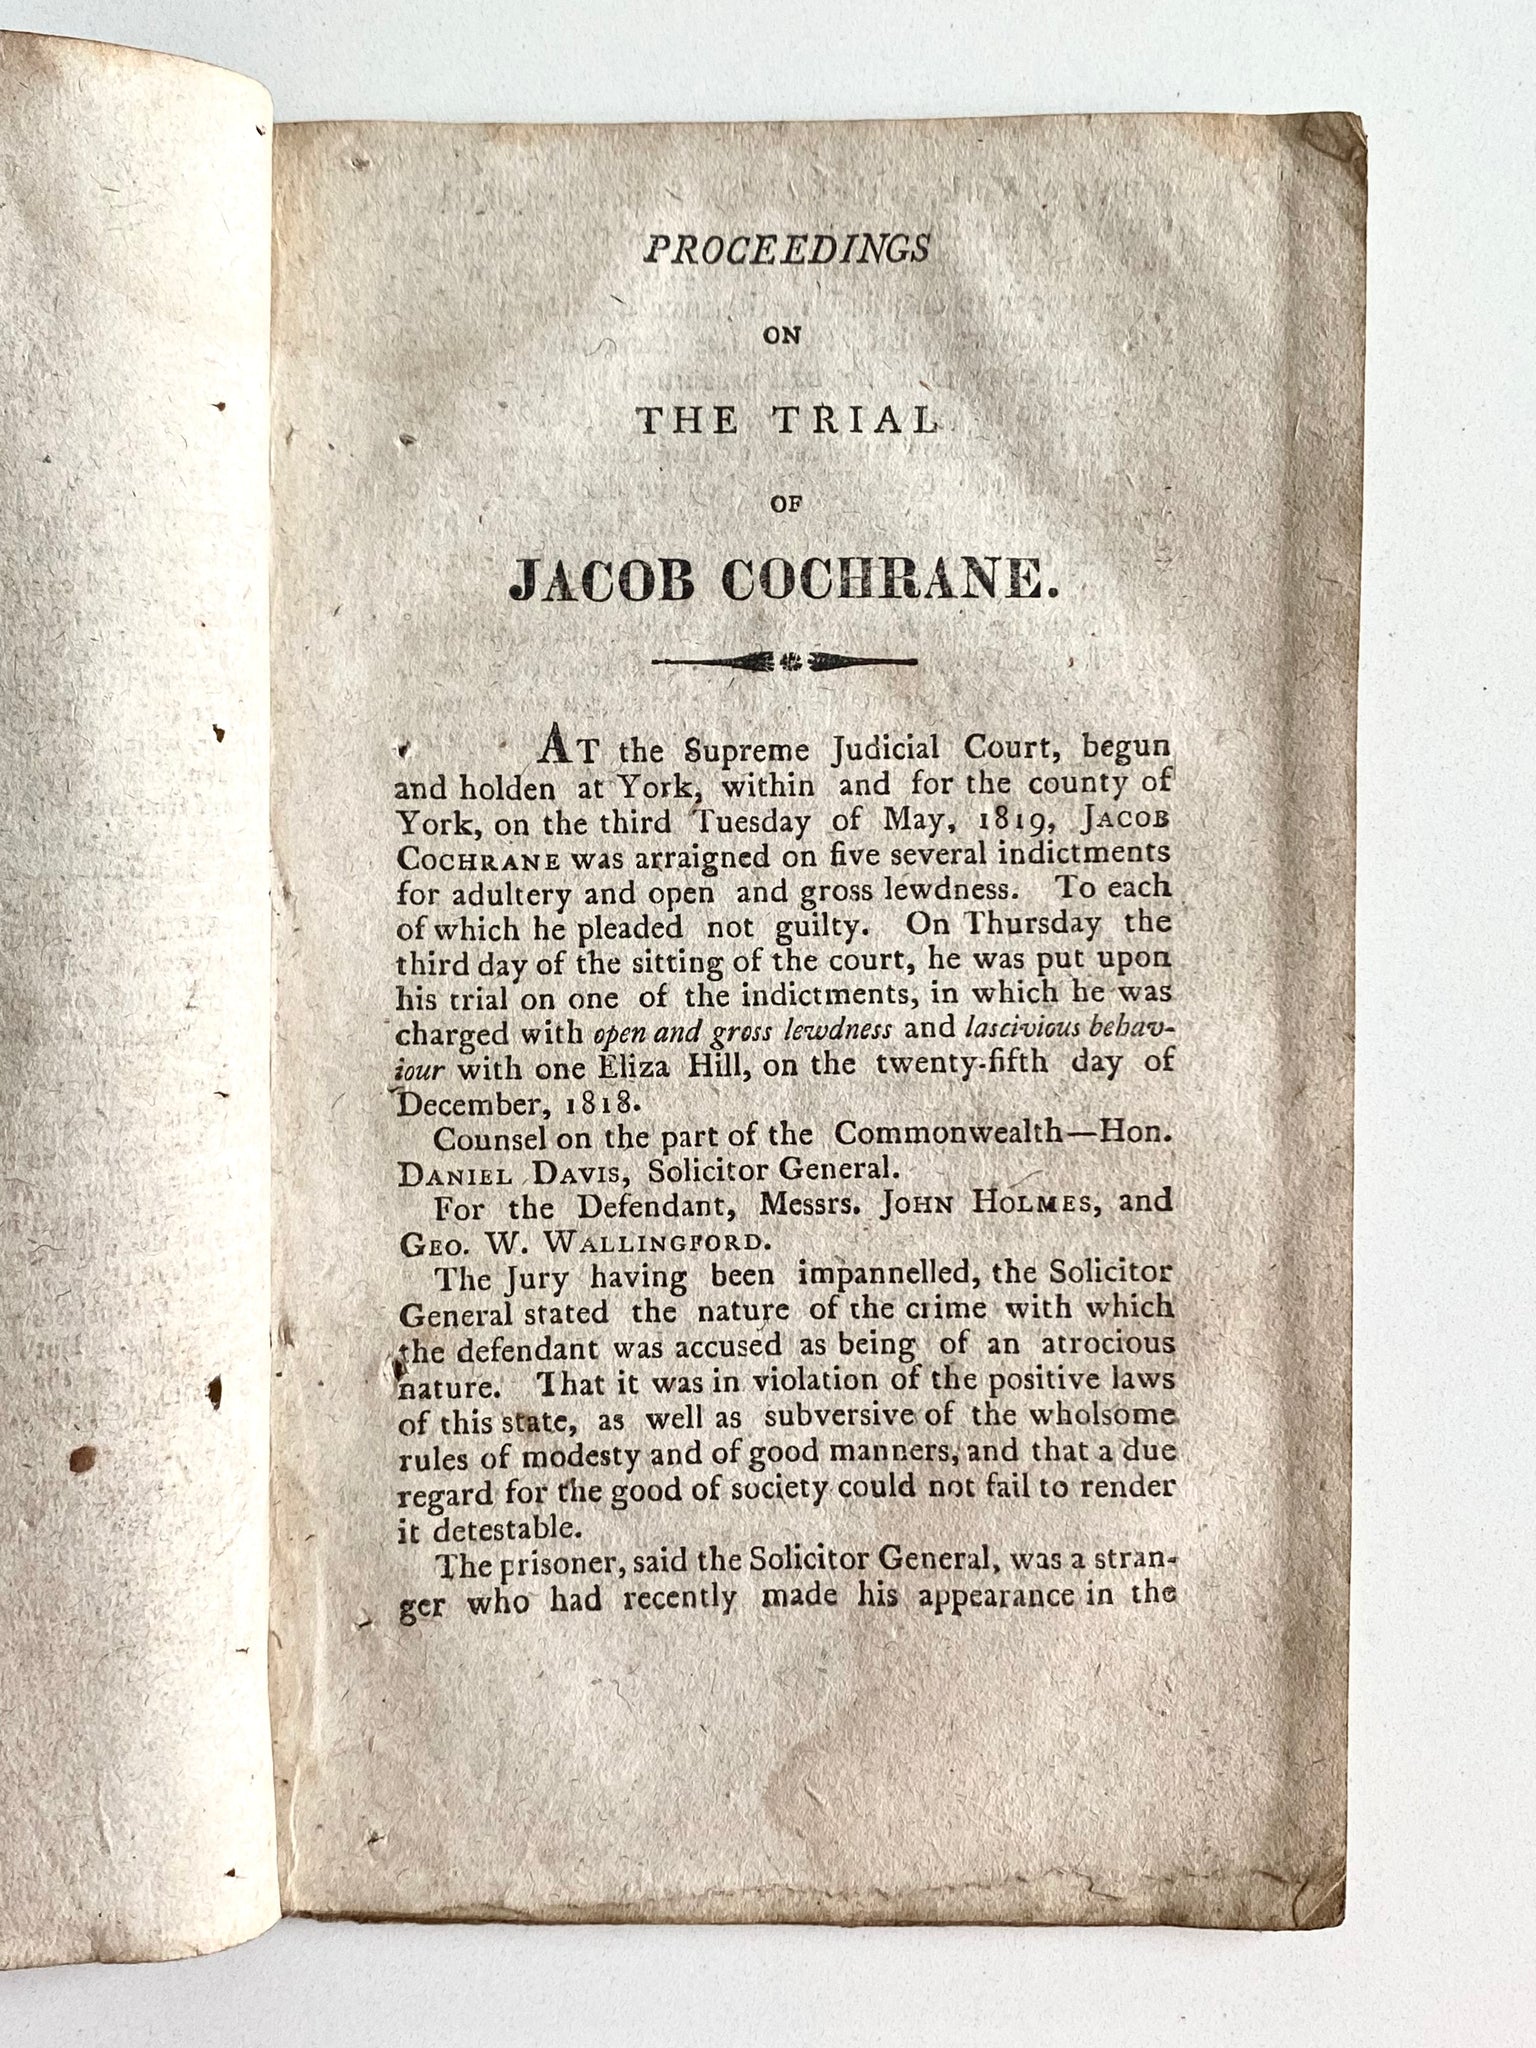 PROCEEDINGS
ON
THE TRIAL
OF
JACOB COCHRANE.
AT the Supreme Judicial Court, begun
and holden at York, within and for the county of
York, on the third Tuesday of May, 1819, JACOB
COCHRANE was arraigned on five several indictments
for adultery and open and gross lewdness. To each
of which he pleaded not guilty. On Thursday the
third day of the sitting of the court, he was put upon
his trial on one of the indictments, in which he was
charged with open and gross lewdness and lascivious behav-
iour with one Eliza Hill, on the twenty-fifth day of
December, 1818.
Counsel on the part of the Commonwealth—Hon.
DANIEL DAVIS, Solicitor General.
For the Defendant, Messrs. JOHN HOLMES, and
GEO. W. WALLINGFORD.
The Jury having been impannelled, the Solicitor
General stated the nature of the crime with which
the defendant was accused as being of an atrocious
nature. That it was in violation of the positive laws
of this state, as well as subversive of the wholsome
rules of modesty and of good manners, and that a due
regard for the good of society could not fail to render
it detestable.
The prisoner, said the Solicitor General, was a stran-
ger who had recently made his appearance in the